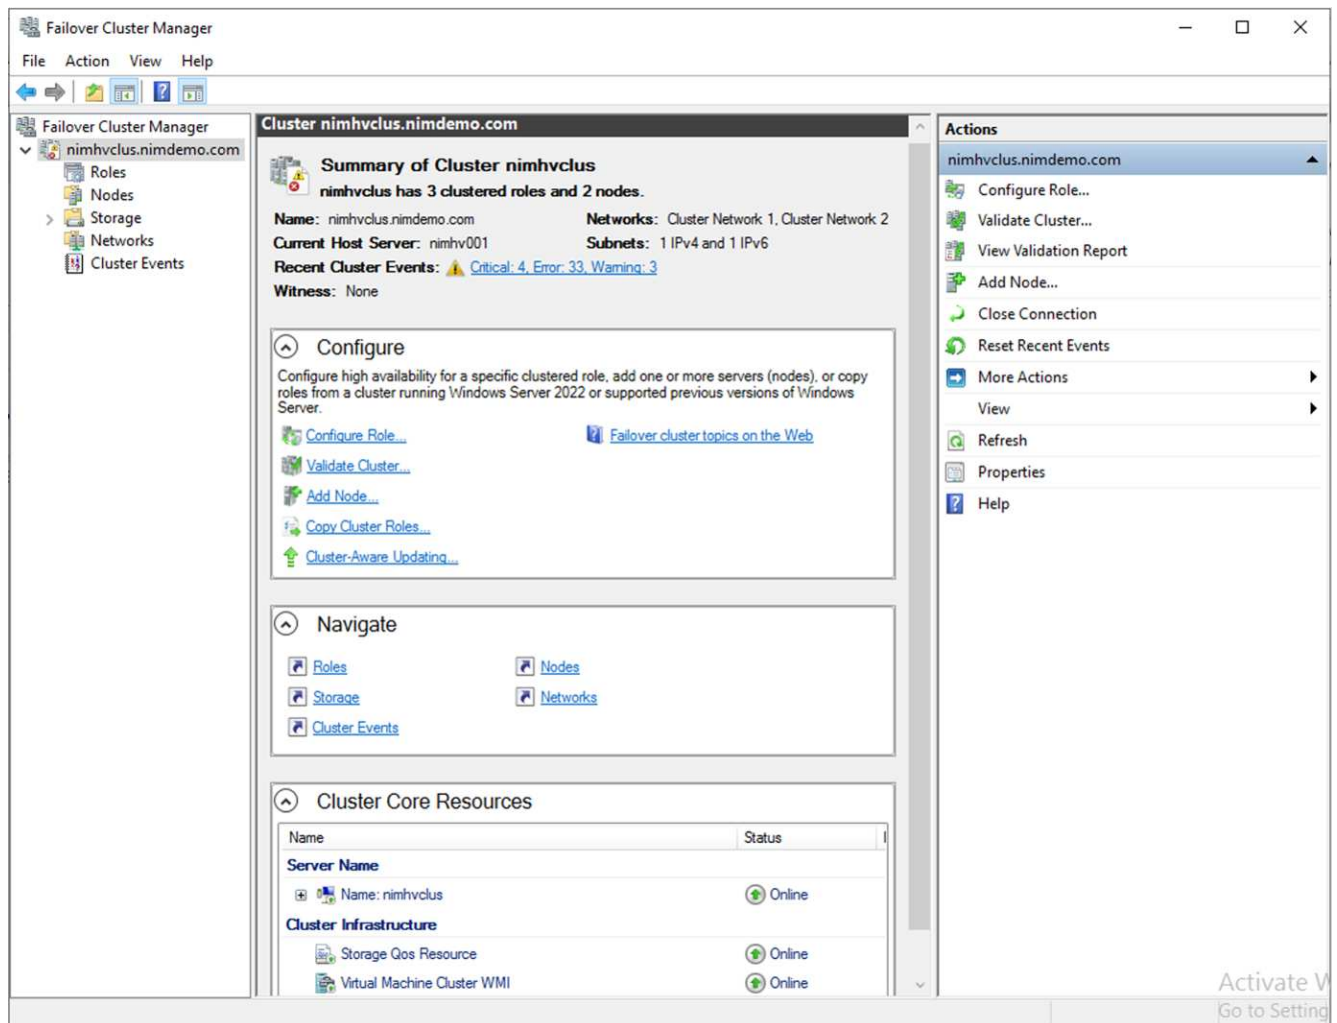 Failover Cluster Manager
File Action View Help
Failover Cluster Manager
nimhvclus.nimdemo.com
Roles
Nodes
Storage
Networks
Cluster Events
Cluster nimhvclus.nimdemo.com
Summary of Cluster nimhvclus
nimhvclus has 3 clustered roles and 2 nodes.
Name: nimhvclus.nimdemo.com
Networks: Cluster Network 1, Cluster Network 2
Current Host Server: nimhv001
Subnets: 1 IPv4 and 1 IPv6
Recent Cluster Events: Critical: 4, Error: 33, Warning: 3
Witness: None
Configure
Configure high availability for a specific clustered role, add one or more servers (nodes), or copy
roles from a cluster running Windows Server 2022 or supported previous versions of Windows
Server.
Configure Role...
Failover cluster topics on the Web
Validate Cluster...
Add Node...
Copy Cluster Roles...
Cluster-Aware Updating...
Navigate
Roles
Nodes
Storage
Networks
Cluster Events
Cluster Core Resources
Name Status
Server Name
Name: nimhvclus Online
Cluster Infrastructure
Storage Qos Resource Online
Virtual Machine Cluster WMI Online
Actions
nimhvclus.nimdemo.com
Configure Role...
Validate Cluster...
View Validation Report
Add Node...
Close Connection
Reset Recent Events
More Actions
View
Refresh
Properties
Help
Activate W
Go to Setting